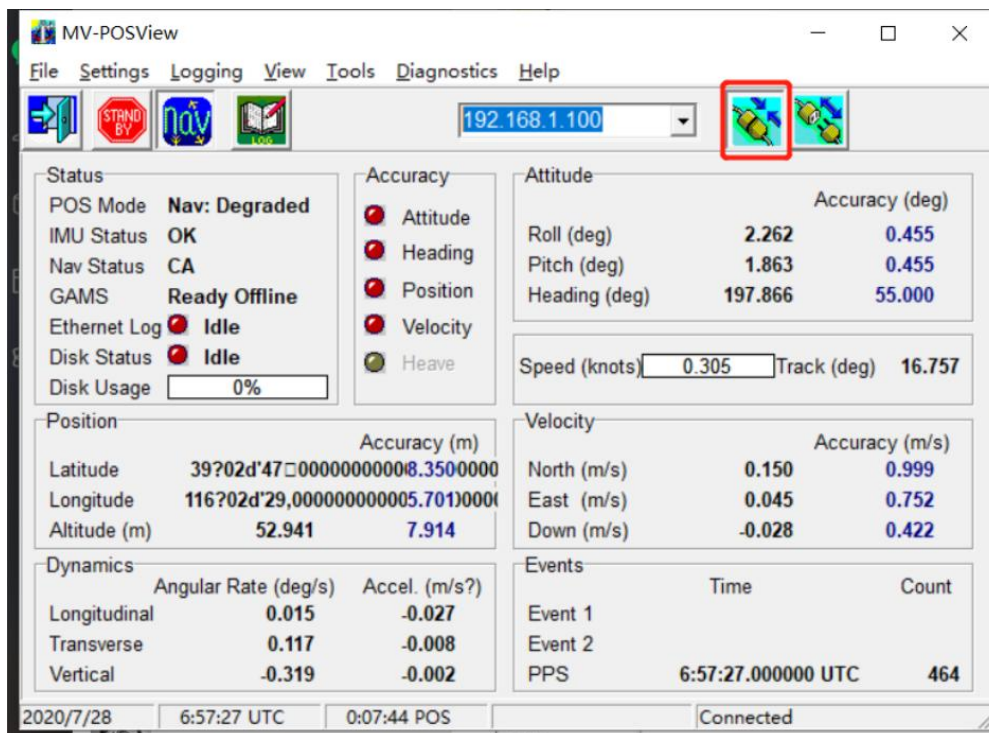 MV-POSView
File Settings Logging View Tools Diagnostics Help
STAND BY nav LOG 192.168.1.100
Status
POS Mode Nav: Degraded
IMU Status OK
Nav Status CA
GAMS Ready Offline
Ethernet Log Idle
Disk Status Idle
Disk Usage 0%
Accuracy
Attitude
Heading
Position
Velocity
Heave
Attitude
Accuracy (deg)
Roll (deg) 2.262 0.455
Pitch (deg) 1.863 0.455
Heading (deg) 197.866 55.000
Speed (knots) 0.305 Track (deg) 16.757
Position
Accuracy (m)
Latitude 39?02d'47□000000000008.3500000
Longitude 116?02d'29,0000000000005.701)0000
Altitude (m) 52.941 7.914
Velocity
Accuracy (m/s)
North (m/s) 0.150 0.999
East (m/s) 0.045 0.752
Down (m/s) -0.028 0.422
Dynamics
Angular Rate (deg/s) Accel. (m/s?)
Longitudinal 0.015 -0.027
Transverse 0.117 -0.008
Vertical -0.319 -0.002
Events
Time Count
Event 1
Event 2
PPS 6:57:27.000000 UTC 464
2020/7/28 6:57:27 UTC 0:07:44 POS Connected